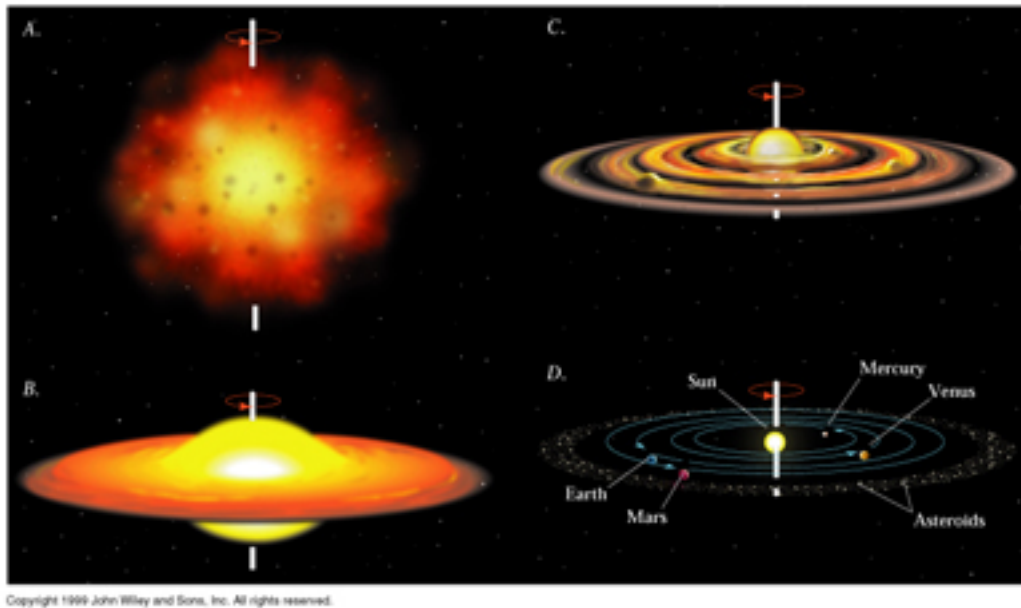 A.
C.
B.
D.
Sun
Mercury
Venus
Earth
Mars
Asteroids
Copyright 1999 John Wiley and Sons, Inc. All rights reserved.